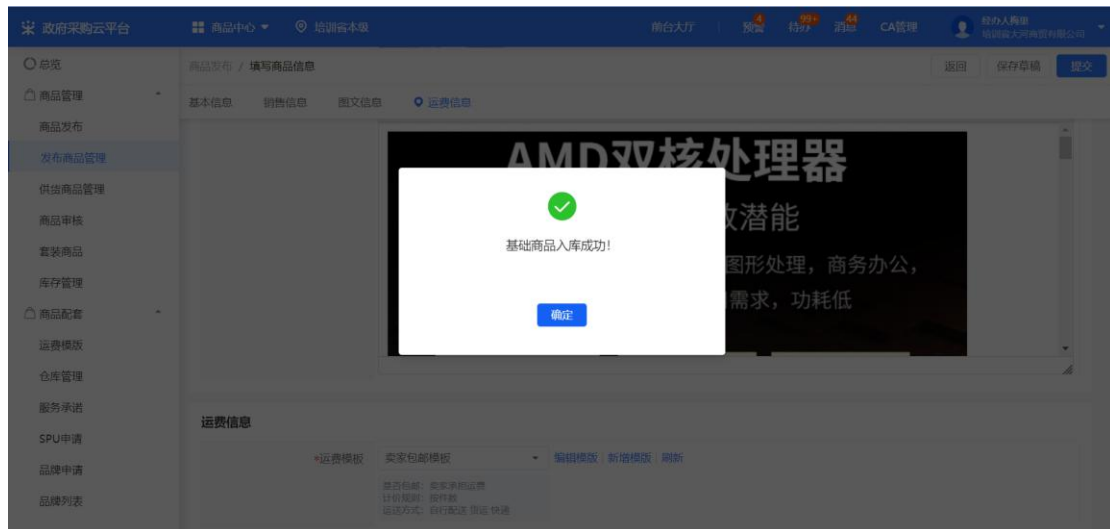 政府采购云平台
商品中心
培训省本级
前台大厅
预警
4
待办
99+
消息
44
CA管理
经办人梅里
培训省大河商贸有限公司
总览
商品发布 / 填写商品信息
返回
保存草稿
提交
商品管理
基本信息
销售信息
图文信息
运费信息
商品发布
发布商品管理
供货商品管理
商品审核
套装商品
库存管理
商品配套
运费模版
仓库管理
服务承诺
SPU申请
品牌申请
品牌列表
AMD双核处理器
放潜能
图形处理，商务办公，
需求，功耗低
基础商品入库成功!
确定
运费信息
*运费模板
卖家包邮模板
编辑模版
新增模版
刷新
是否包邮: 卖家承担运费
计价规则: 按件数
运送方式: 自行配送 货运 快递